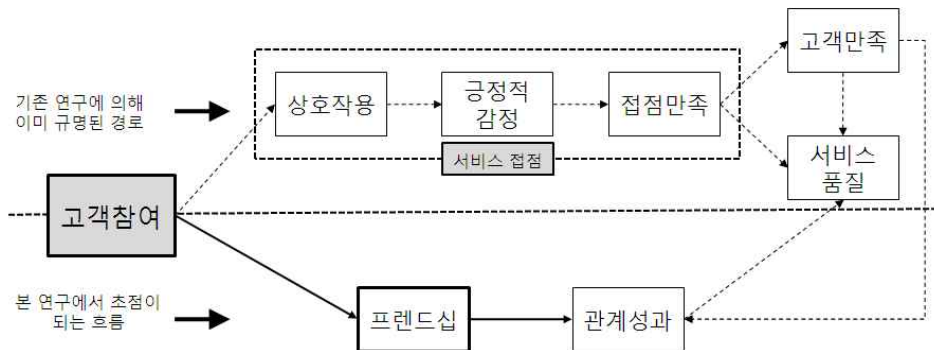 고객만족
기존 연구에 의해
이미 규명된 경로
상호작용
긍정적
감정
접점만족
서비스 접점
서비스
품질
고객참여
본 연구에서 초점이
되는 흐름
프렌드십
관계성과